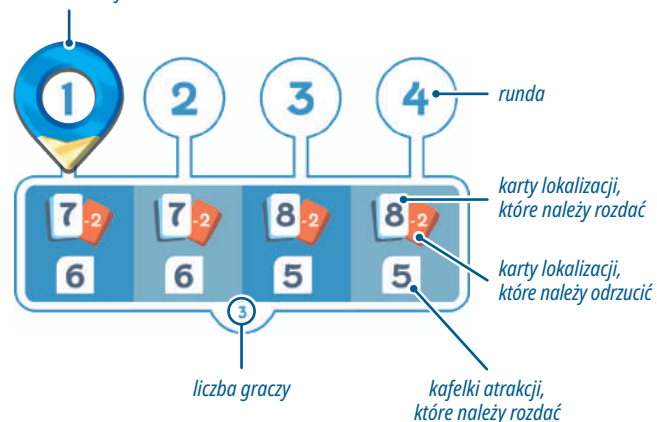 1 2 3 4
runda
7 -2 7 -2 8 -2 8 -2
karty lokalizacji,
które należy rozdać
6 6 5 5
karty lokalizacji,
które należy odrzucić
3
liczba graczy
kafelki atrakcji,
które należy rozdać